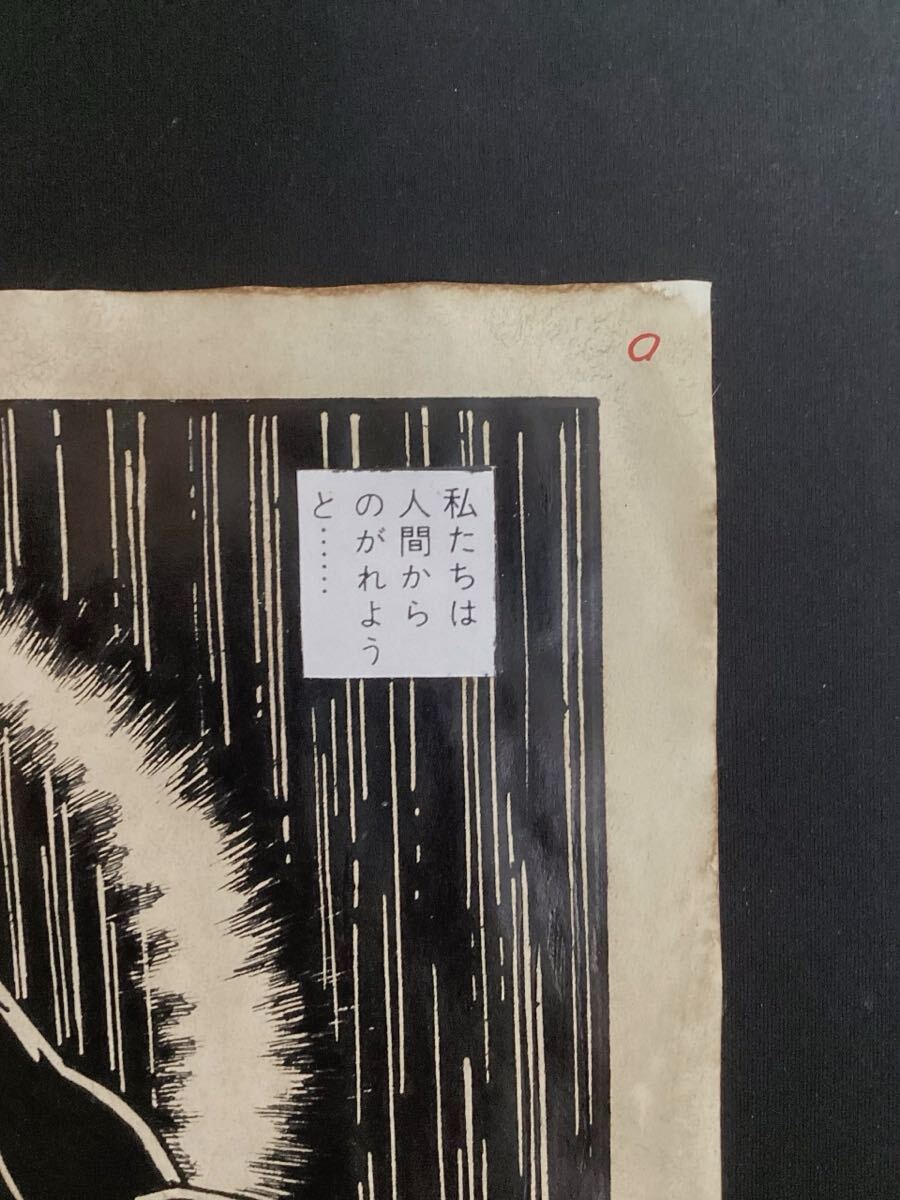 私たちは
人間から
のがれよう
と……
a